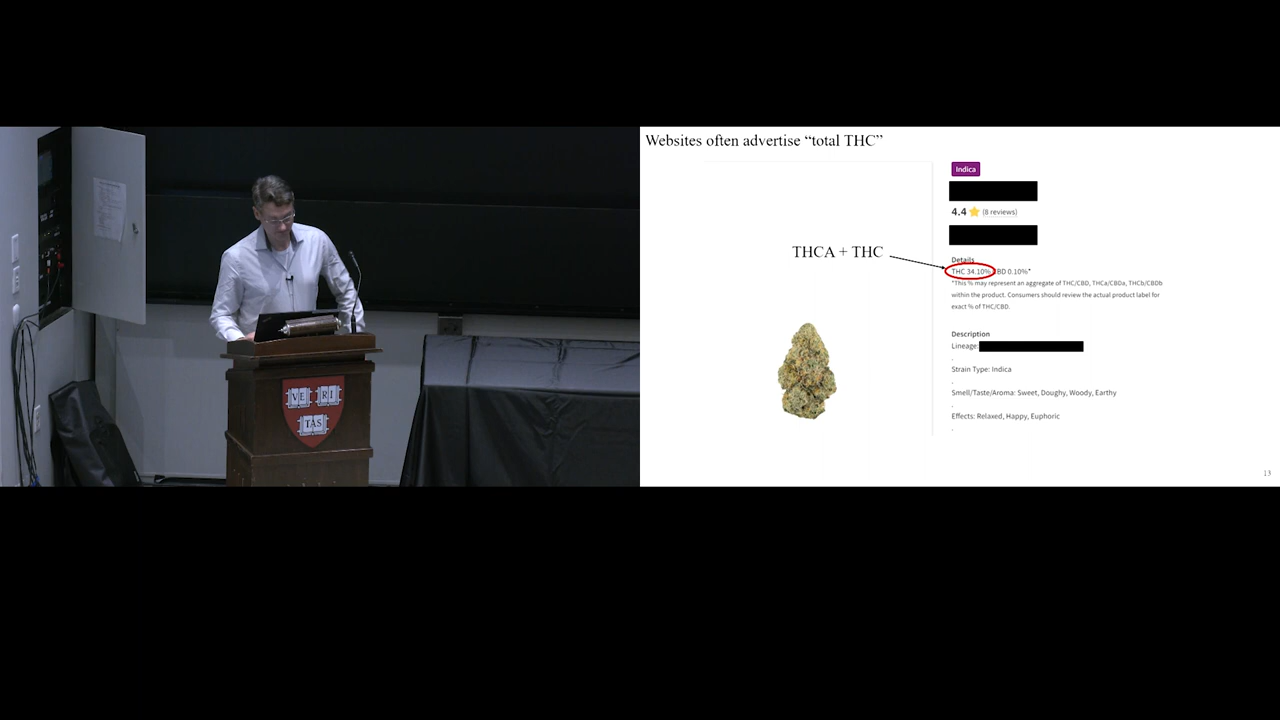 VE RI
TAS
Websites often advertise “total THC”
Indica
4.4 (8 reviews)
THCA + THC
Details
THC 34.10% CBD 0.10%*
*This % may represent an aggregate of THC/CBD, THCa/CBDa, THCb/CBDb
within the product. Consumers should review the actual product label for
exact % of THC/CBD.
Description
Lineage:
.
Strain Type: Indica
.
Smell/Taste/Aroma: Sweet, Doughy, Woody, Earthy
.
Effects: Relaxed, Happy, Euphoric
.
13